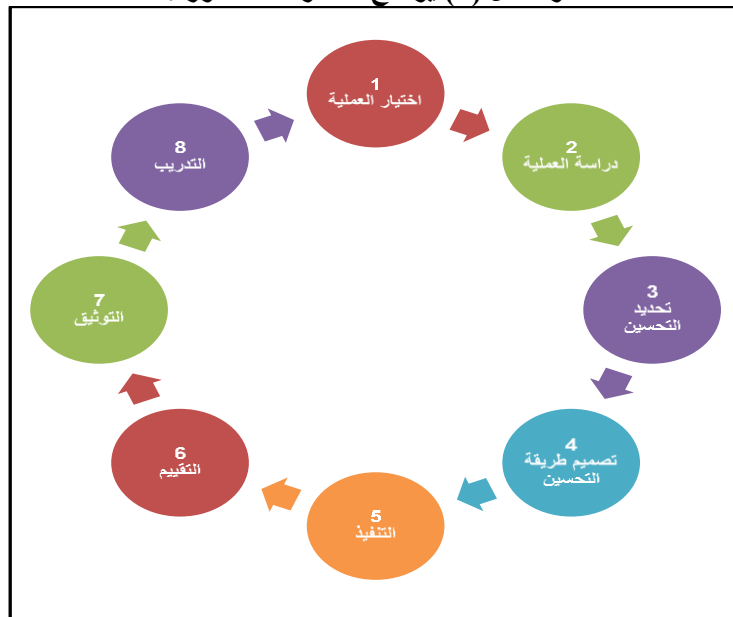 1
اختيار العملية
2
دراسة العملية
3
تحديد
التحسين
4
تصميم طريقة
التحسين
5
التنفيذ
6
التقييم
7
التوثيق
8
التدريب